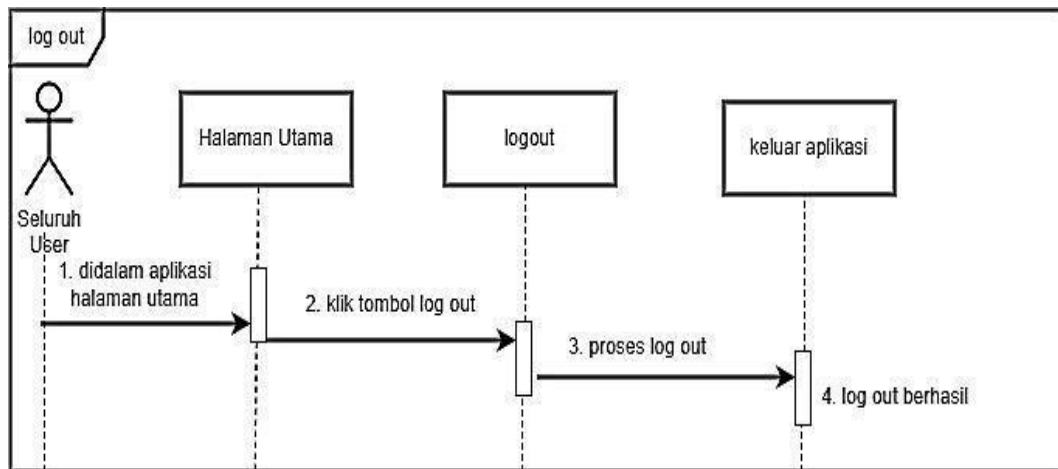 log out
Halaman Utama
logout
keluar aplikasi
Seluruh
User
1. didalam aplikasi
halaman utama
2. klik tombol log out
3. proses log out
4. log out berhasil